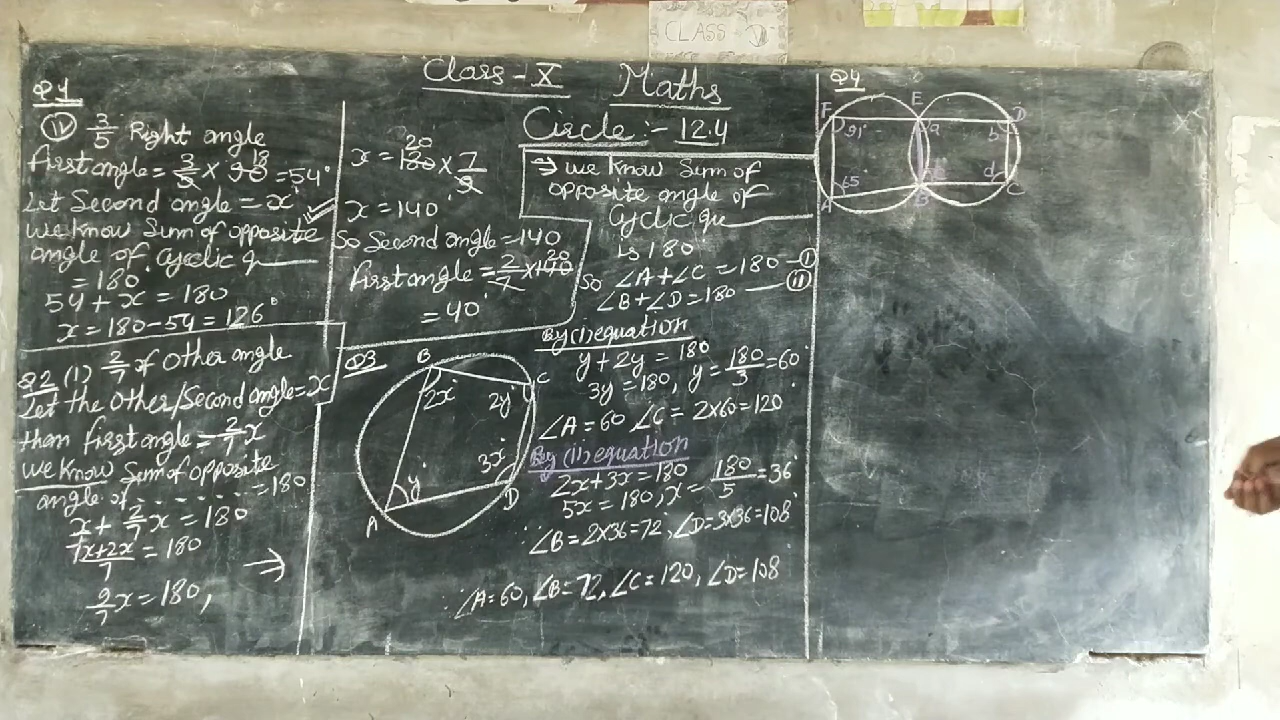 CLASS - D
Class - X Maths
Circle :- 12.4
Q1
(iv) 3/5 Right angle
first angle = 3/5 × 90 18 = 54°
Let Second angle = x°
we know Sum of opposite
angle of cyclic q
= 180°
54 + x = 180
x = 180 - 54 = 126°
Q2 (i) 2/7 of other angle
Let the other/Second angle = x
then first angle = 2/7 x
we know Sum of opposite
angle of - - - - - - - = 180
x + 2/7 x = 180
7x+2x/7 = 180
9/7 x = 180,
⇒
20
x = 180 × 7/9
x = 140°
So Second angle = 140
first angle = 2/7 × 140 20
= 40°
Q3
B
C
2x°
2y
3x°
y°
D
A
⇒ we know Sum of
opposite angle of
Cyclic que
is 180
So ∠A + ∠C = 180 - (i)
∠B + ∠D = 180 — (ii)
By (i) equation
y + 2y = 180
3y = 180, y = 180/3 = 60°
∠A = 60 ∠C = 2×60 = 120°
By (ii) equation
2x + 3x = 180
5x = 180, x = 180/5 = 36°
∴ ∠B = 2×36 = 72, ∠D = 3×36 = 108°
∴ ∠A = 60, ∠B = 72, ∠C = 120, ∠D = 108°
Q4
F E D
91° a b
65° d
A B C